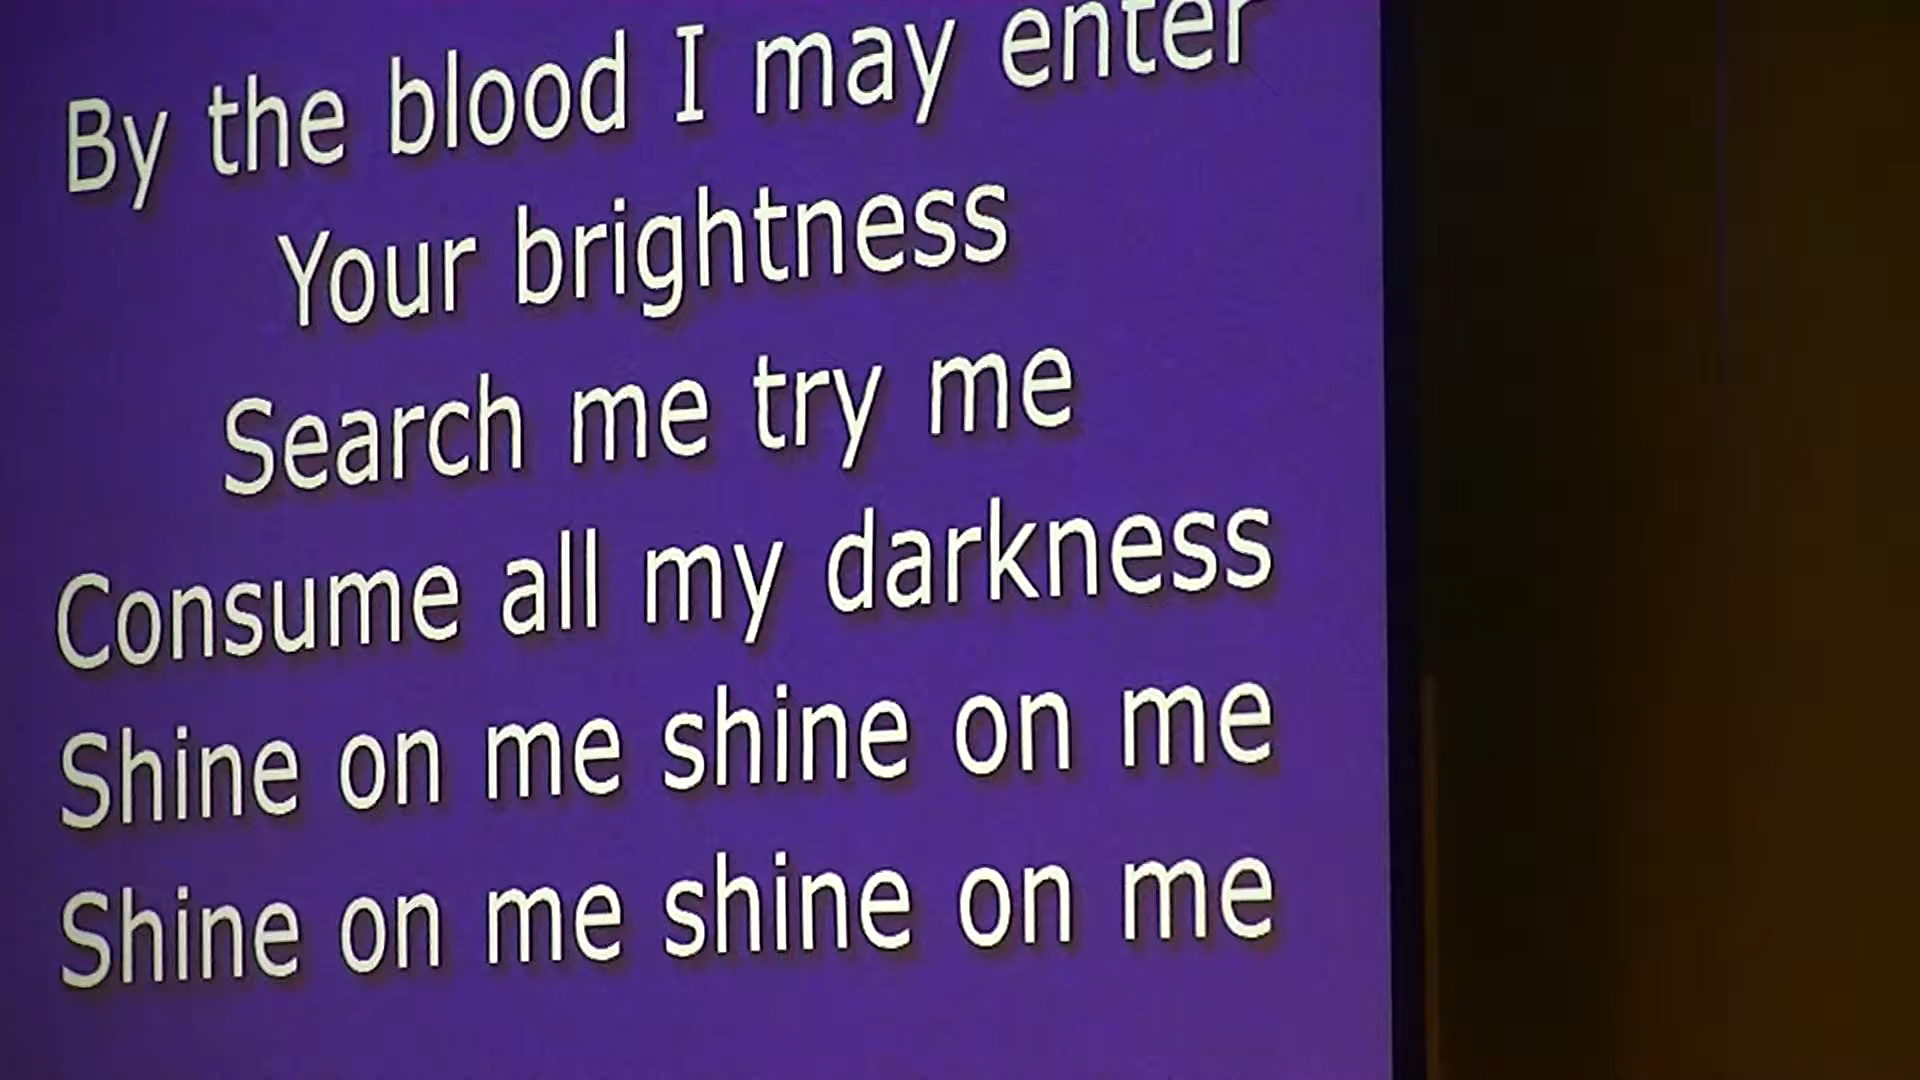 By the blood I may enter
Your brightness
Search me try me
Consume all my darkness
Shine on me shine on me
Shine on me shine on me